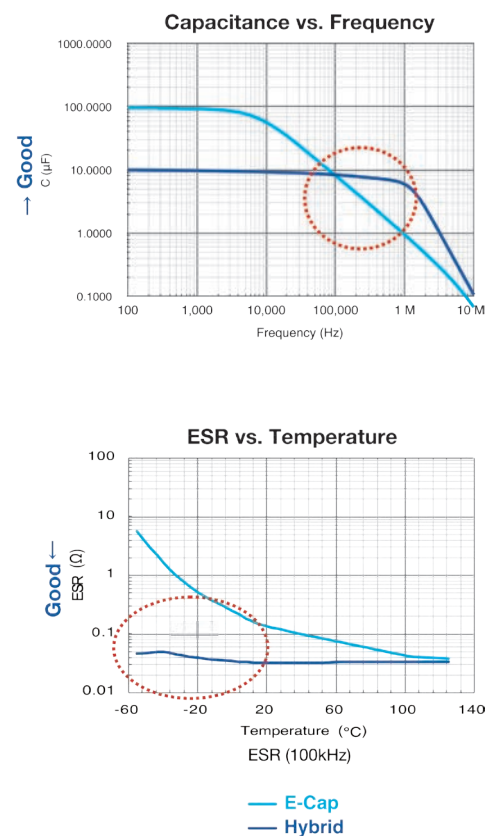 Capacitance vs. Frequency
1000.0000
100.0000
10.0000
1.0000
0.1000
→ Good
C (µF)
100 1,000 10,000 100,000 1 M 10 M
Frequency (Hz)
ESR vs. Temperature
100
10
1
0.1
0.01
Good ←
ESR (Ω)
-60 -20 20 60 100 140
Temperature (°C)
ESR (100kHz)
E-Cap
Hybrid